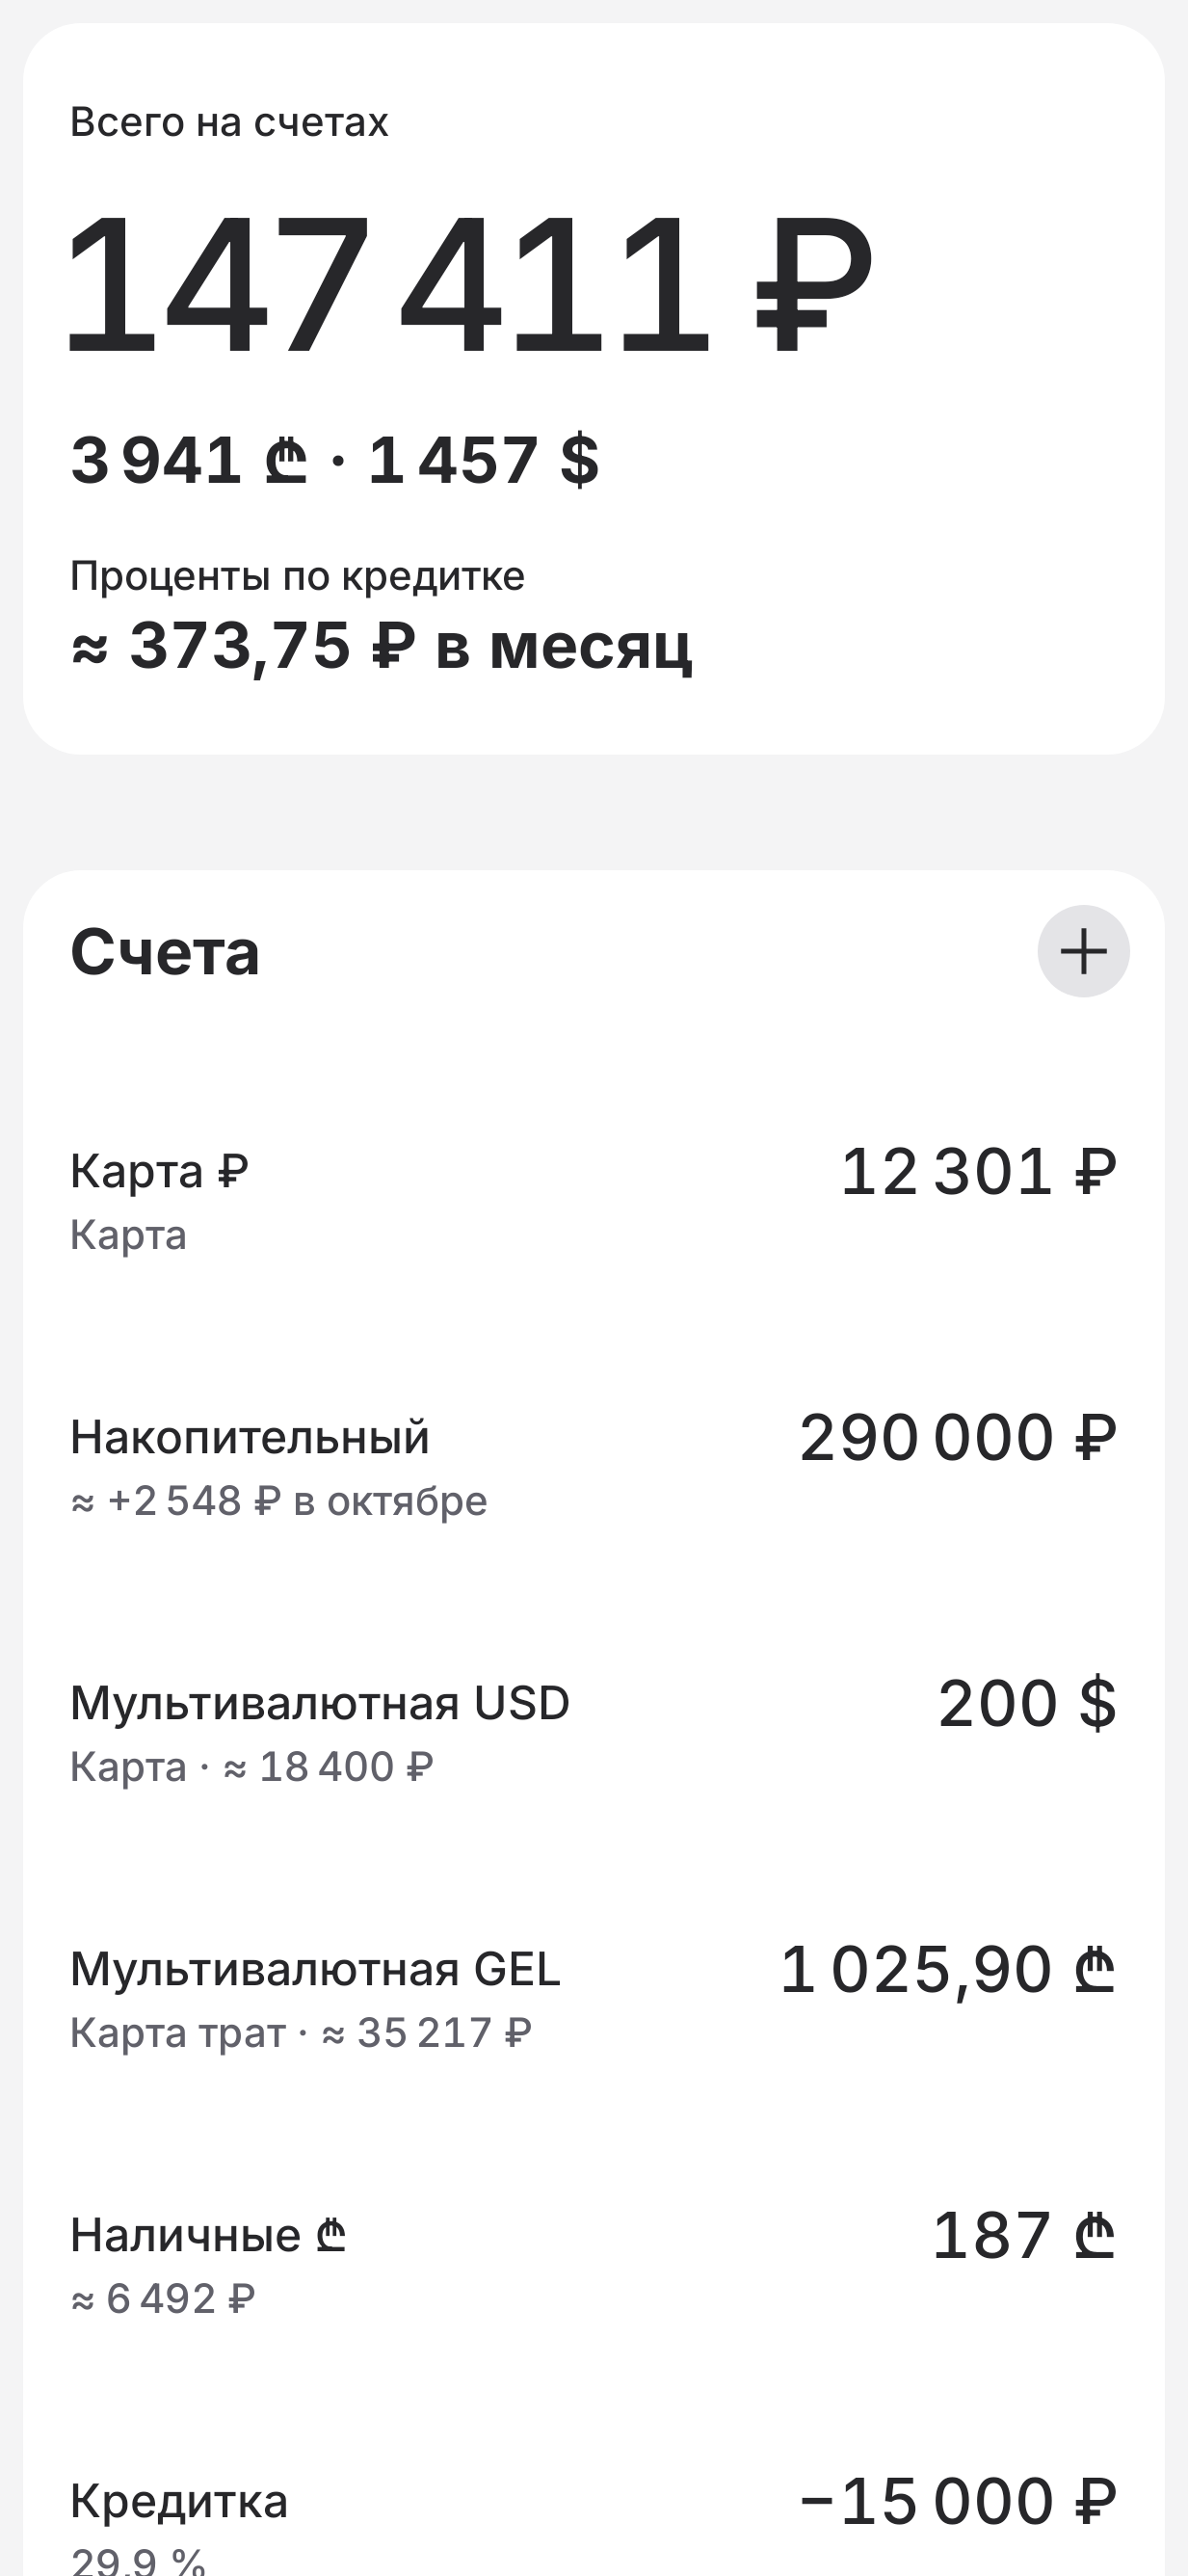 Всего на счетах
147 411 ₽
3 941 ₾ · 1 457 $
Проценты по кредитке
≈ 373,75 ₽ в месяц
Счета
Карта ₽
12 301 ₽
Карта
Накопительный
290 000 ₽
≈ +2 548 ₽ в октябре
Мультивалютная USD
200 $
Карта · ≈ 18 400 ₽
Мультивалютная GEL
1 025,90 ₾
Карта трат · ≈ 35 217 ₽
Наличные ₾
187 ₾
≈ 6 492 ₽
Кредитка
−15 000 ₽
29,9 %